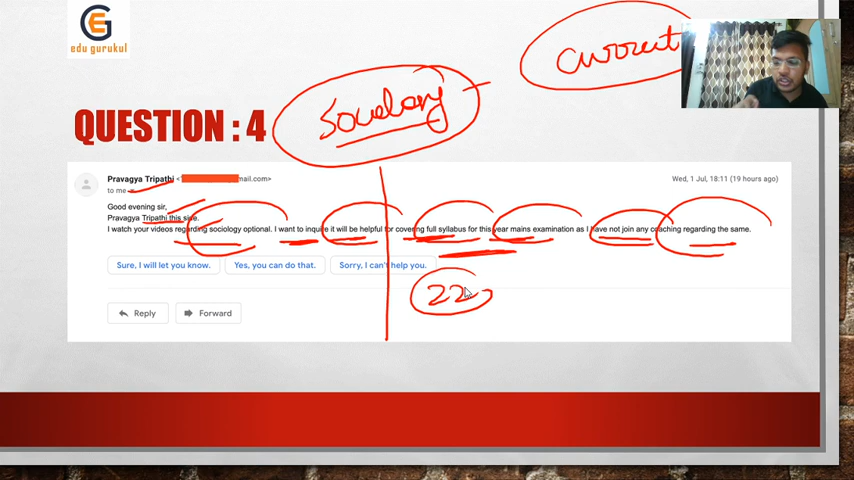 edu gurukul
current
QUESTION : 4
Pravagya Tripathi < mail.com>
Wed, 1 Jul, 18:11 (19 hours ago)
to me
Good evening sir,
Pravagya Tripathi this side.
I watch your videos regarding sociology optional. I want to inquire it will be helpful for covering full syllabus for this year mains examination as I have not join any coaching regarding the same.
Sure, I will let you know.
Yes, you can do that.
Sorry, I can't help you.
22
Reply
Forward